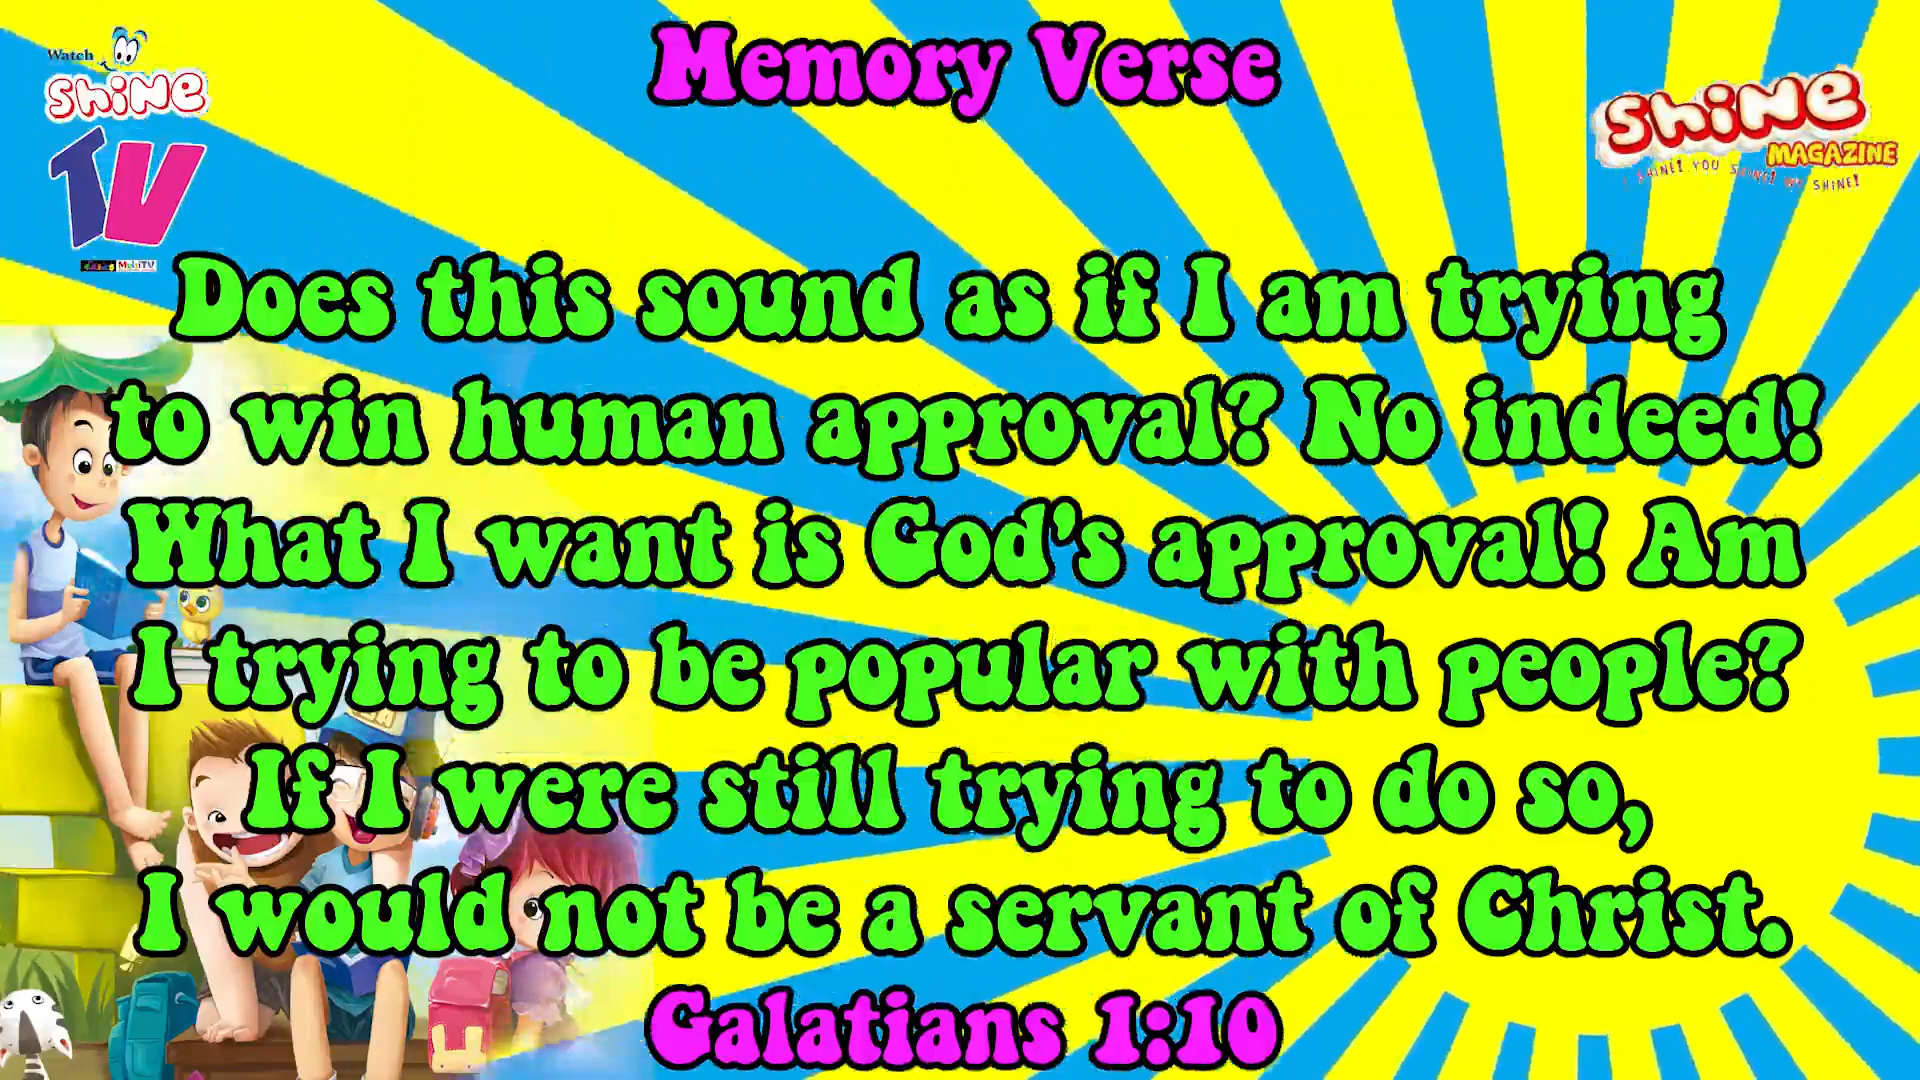 Memory Verse
Watch
Shine
TV
MultiTV
Shine
MAGAZINE
Does this sound as if I am trying
to win human approval? No indeed!
What I want is God's approval! Am
I trying to be popular with people?
If I were still trying to do so,
I would not be a servant of Christ.
Galatians 1:10